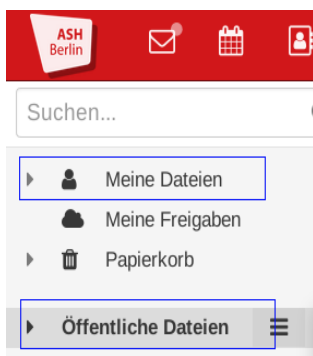 ASH
Berlin
Suchen...
Meine Dateien
Meine Freigaben
Papierkorb
Öffentliche Dateien